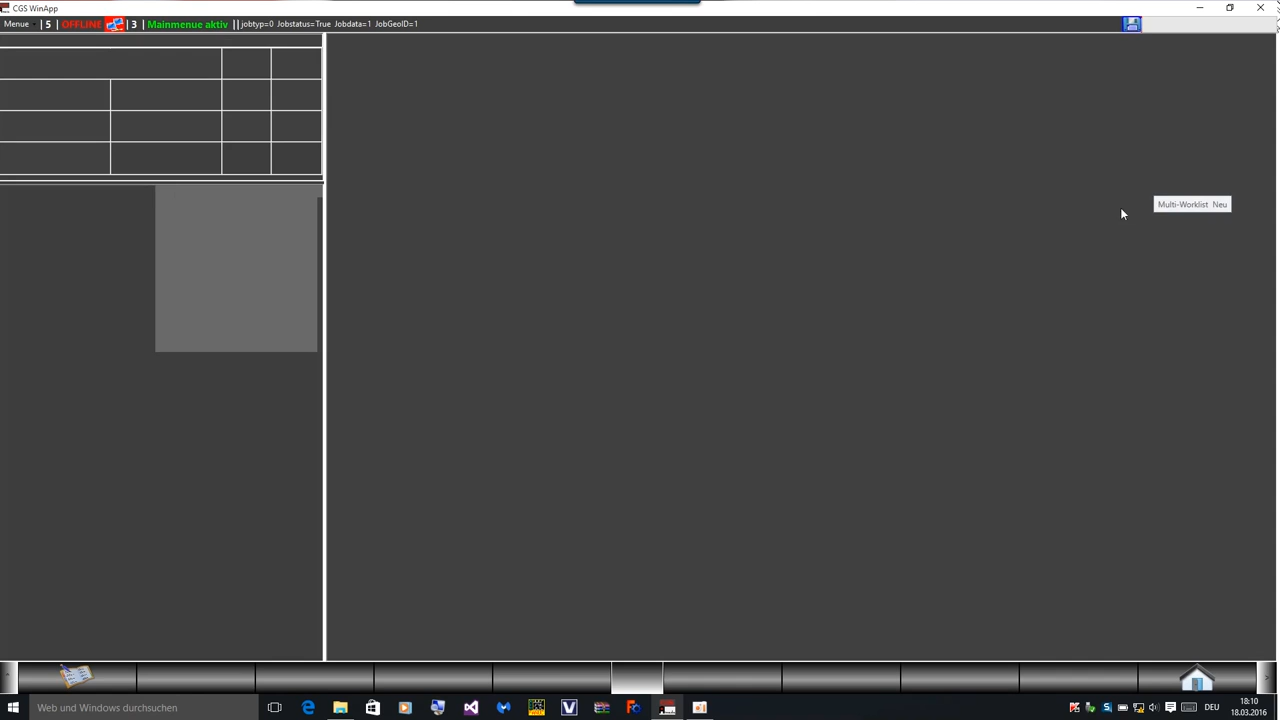 CGS WinApp
Menue | 5 | OFFLINE | 3 | Mainmenue aktiv || jobtyp=0 Jobstatus=True Jobdata=1 JobGeoID=1
Multi-Worklist Neu
Web und Windows durchsuchen
DEU
18:10
18.03.2016